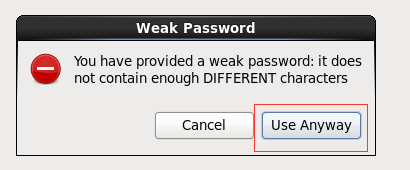 Weak Password
You have provided a weak password: it does
not contain enough DIFFERENT characters
Cancel
Use Anyway